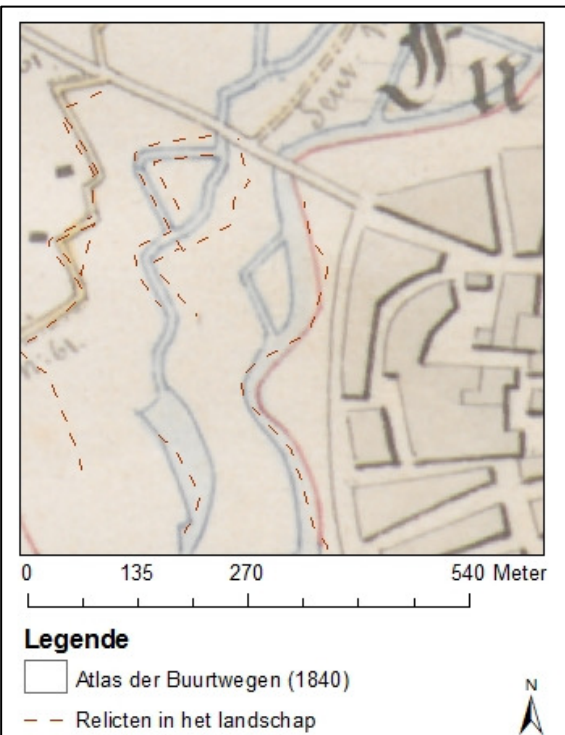 0 135 270 540 Meter
Legende
Atlas der Buurtwegen (1840)
N
Relicten in het landschap